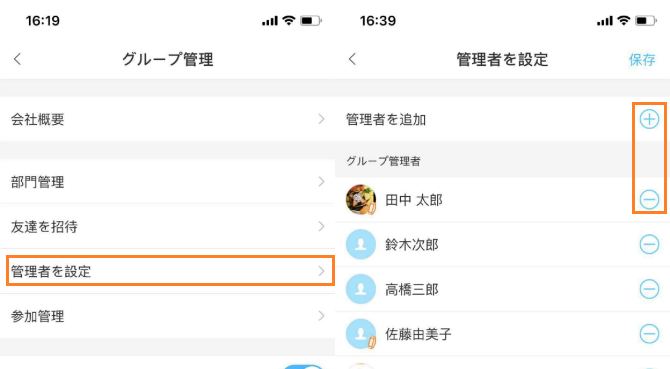 16:19
グループ管理
会社概要
部門管理
友達を招待
管理者を設定
参加管理
16:39
管理者を設定
保存
管理者を追加
グループ管理者
田中 太郎
鈴木次郎
高橋三郎
佐藤由美子